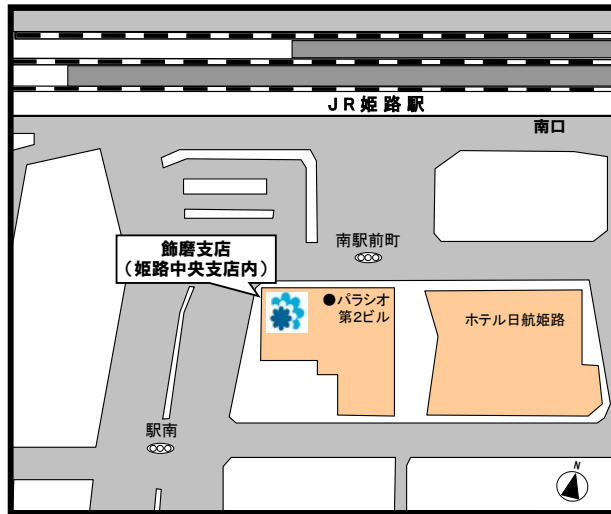 JR姫路駅
南口
南駅前町
飾磨支店
（姫路中央支店内）
●パラシオ
第2ビル
ホテル日航姫路
駅南
N